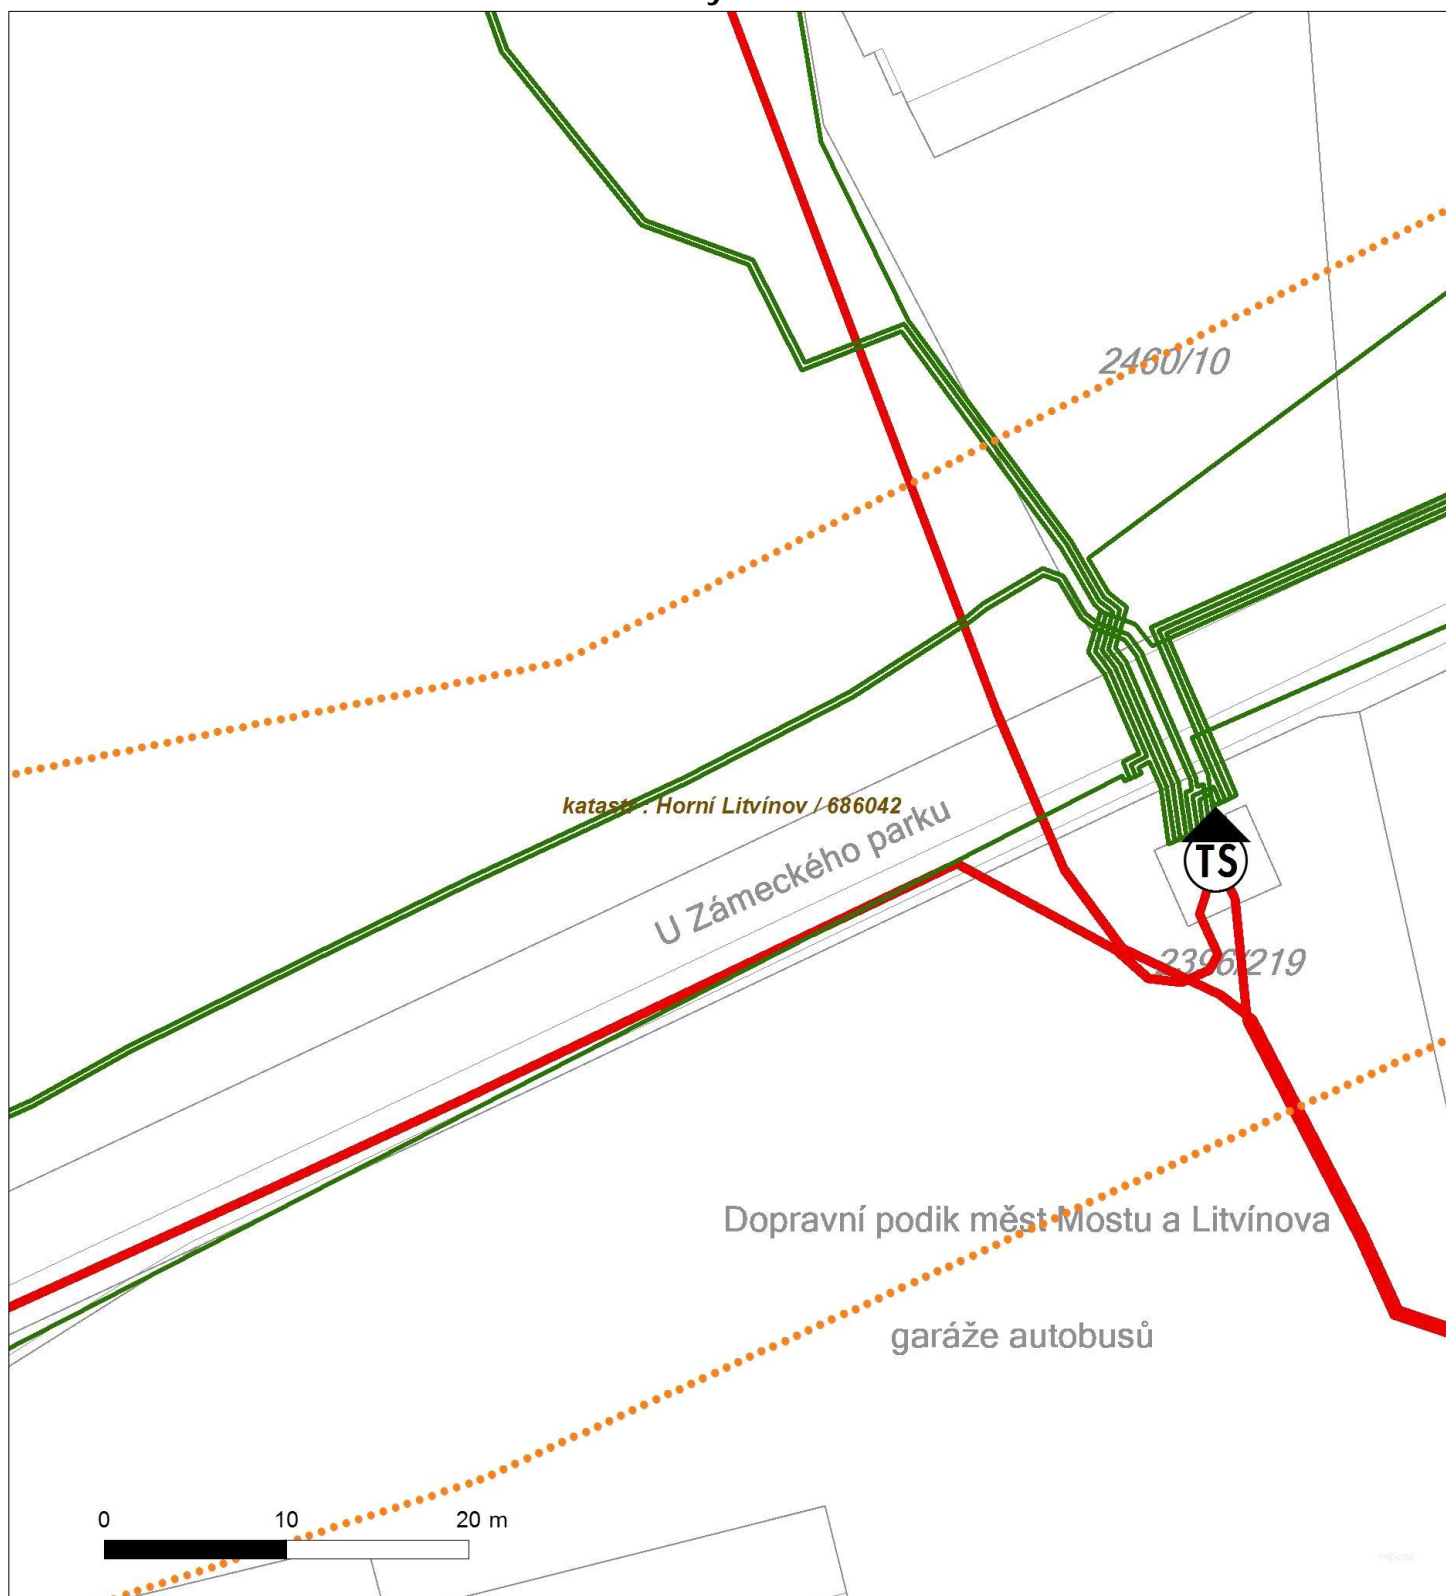 2460/10
katastr : Horní Litvínov / 686042
U Zámeckého parku
TS
2396/219
Dopravní podik měst Mostu a Litvínova
garáže autobusů
0 10 20 m